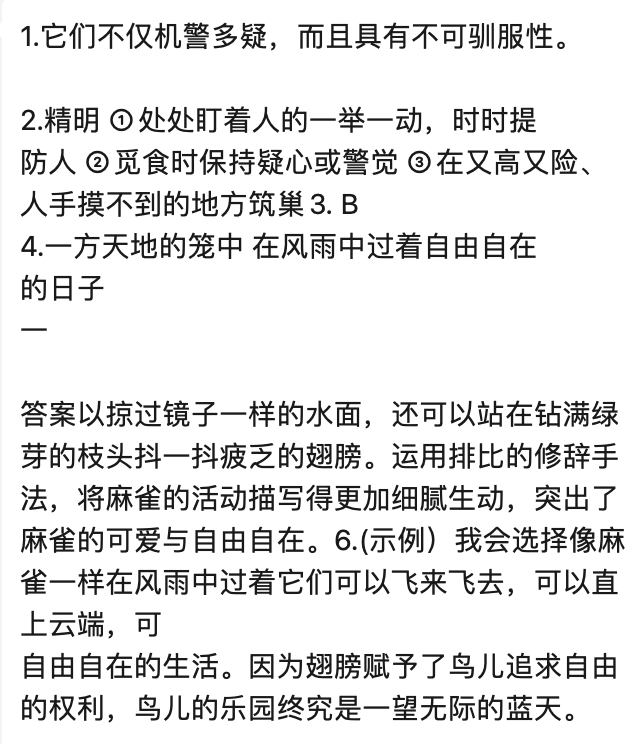 1.它们不仅机警多疑，而且具有不可驯服性。
2.精明 ①处处盯着人的一举一动，时时提
防人 ②觅食时保持疑心或警觉 ③在又高又险、
人手摸不到的地方筑巢 3. B
4.一方天地的笼中 在风雨中过着自由自在
的日子
—
答案以掠过镜子一样的水面，还可以站在钻满绿
芽的枝头抖一抖疲乏的翅膀。运用排比的修辞手
法，将麻雀的活动描写得更加细腻生动，突出了
麻雀的可爱与自由自在。6.(示例）我会选择像麻
雀一样在风雨中过着它们可以飞来飞去，可以直
上云端，可
自由自在的生活。因为翅膀赋予了鸟儿追求自由
的权利，鸟儿的乐园终究是一望无际的蓝天。